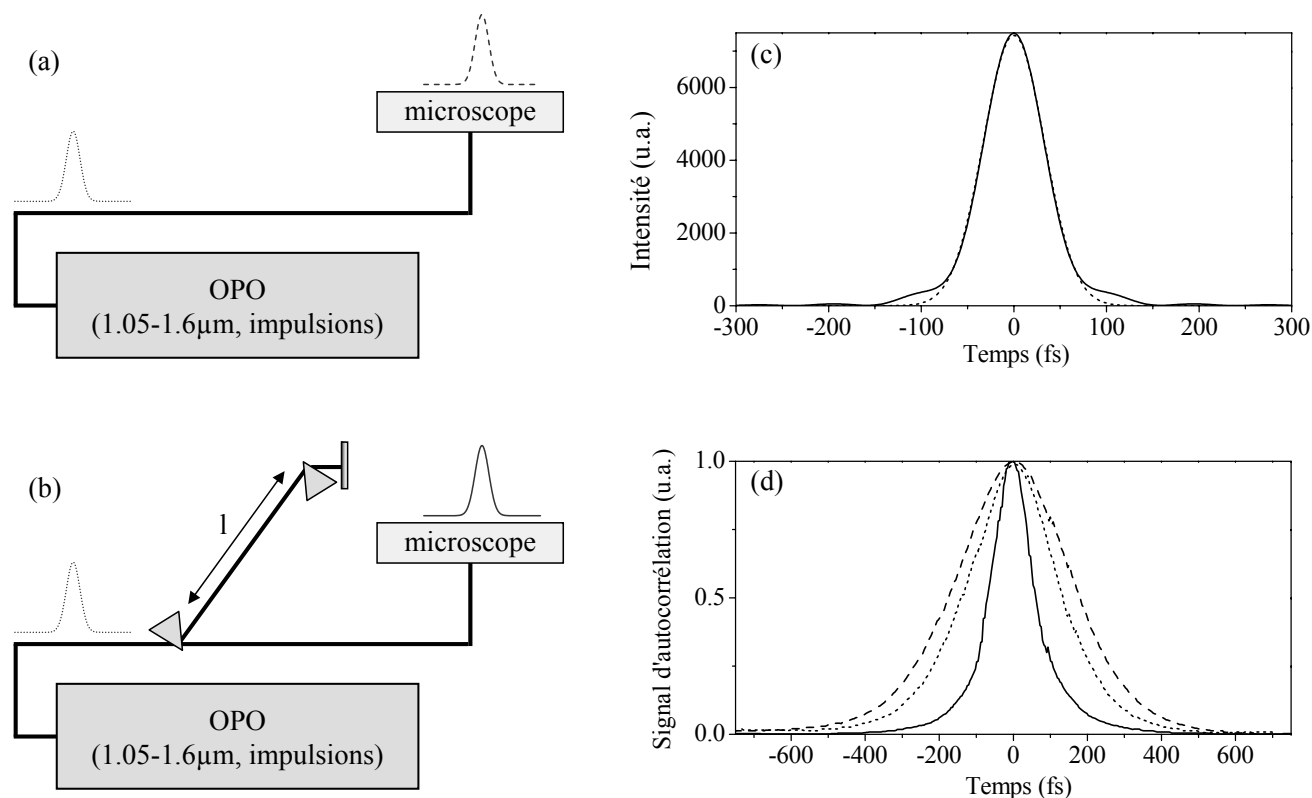 (a)
microscope
OPO
(1.05-1.6µm, impulsions)
(b)
l
microscope
OPO
(1.05-1.6µm, impulsions)
(c)
Intensité (u.a.)
6000
4000
2000
0
-300 -200 -100 0 100 200 300
Temps (fs)
(d)
Signal d'autocorrélation (u.a.)
1.0
0.5
0.0
-600 -400 -200 0 200 400 600
Temps (fs)